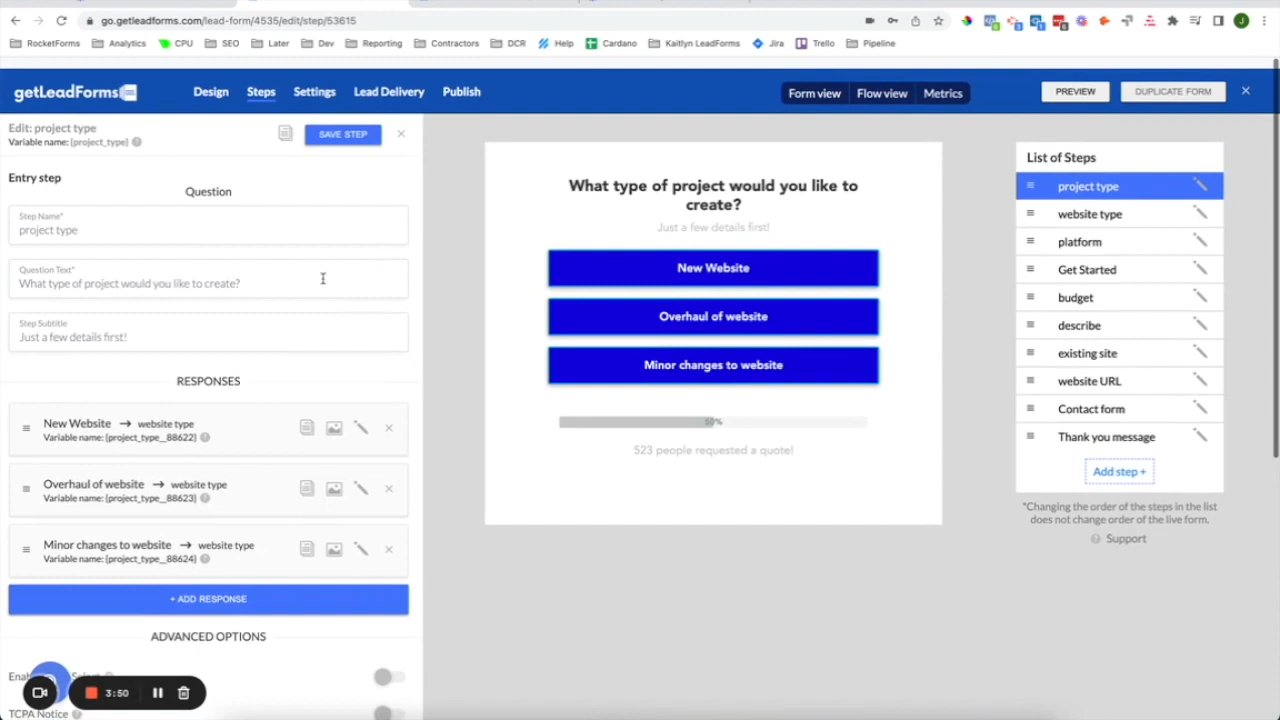 go.getleadforms.com/lead-form/4535/edit/step/53615
RocketForms Analytics CPU SEO Later Dev Reporting Contractors DCR Help Cardano Kaitlyn LeadForms Jira Trello Pipeline
getLeadForms Design Steps Settings Lead Delivery Publish Form view Flow view Metrics PREVIEW DUPLICATE FORM
Edit: project type
Variable name: {project_type}
SAVE STEP
Entry step
Question
Step Name*
project type
Question Text*
What type of project would you like to create?
Step Subtitle
Just a few details first!
RESPONSES
New Website → website type
Variable name: {project_type__88622}
Overhaul of website → website type
Variable name: {project_type__88623}
Minor changes to website → website type
Variable name: {project_type__88624}
+ ADD RESPONSE
ADVANCED OPTIONS
Select
3:50
TCPA Notice
What type of project would you like to
create?
Just a few details first!
New Website
Overhaul of website
Minor changes to website
50%
523 people requested a quote!
List of Steps
project type
website type
platform
Get Started
budget
describe
existing site
website URL
Contact form
Thank you message
Add step +
*Changing the order of the steps in the list
does not change order of the live form.
Support